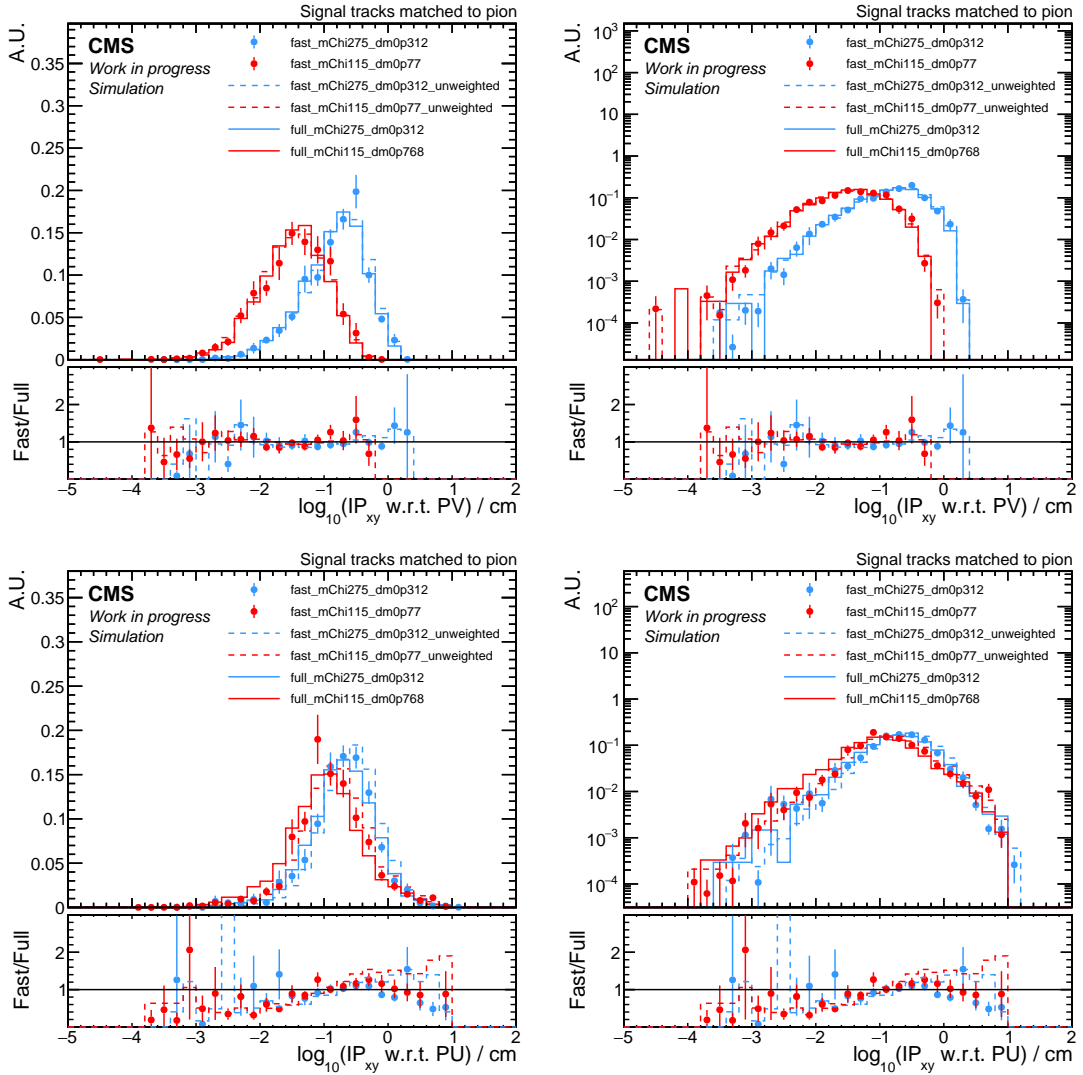 Signal tracks matched to pion
A.U.
CMS
Work in progress
Simulation
fast_mChi275_dm0p312
fast_mChi115_dm0p77
fast_mChi275_dm0p312_unweighted
fast_mChi115_dm0p77_unweighted
full_mChi275_dm0p312
full_mChi115_dm0p768
0.35
0.3
0.25
0.2
0.15
0.1
0.05
0
Fast/Full
2
1
−5 −4 −3 −2 −1 0 1 2
log10(IPxy w.r.t. PV) / cm
Signal tracks matched to pion
A.U.
CMS
Work in progress
Simulation
fast_mChi275_dm0p312
fast_mChi115_dm0p77
fast_mChi275_dm0p312_unweighted
fast_mChi115_dm0p77_unweighted
full_mChi275_dm0p312
full_mChi115_dm0p768
10^3
10^2
10
1
10^−1
10^−2
10^−3
10^−4
Fast/Full
2
1
−5 −4 −3 −2 −1 0 1 2
log10(IPxy w.r.t. PV) / cm
Signal tracks matched to pion
A.U.
CMS
Work in progress
Simulation
fast_mChi275_dm0p312
fast_mChi115_dm0p77
fast_mChi275_dm0p312_unweighted
fast_mChi115_dm0p77_unweighted
full_mChi275_dm0p312
full_mChi115_dm0p768
0.35
0.3
0.25
0.2
0.15
0.1
0.05
0
Fast/Full
2
1
−5 −4 −3 −2 −1 0 1 2
log10(IPxy w.r.t. PU) / cm
Signal tracks matched to pion
A.U.
CMS
Work in progress
Simulation
fast_mChi275_dm0p312
fast_mChi115_dm0p77
fast_mChi275_dm0p312_unweighted
fast_mChi115_dm0p77_unweighted
full_mChi275_dm0p312
full_mChi115_dm0p768
10^2
10
1
10^−1
10^−2
10^−3
10^−4
Fast/Full
2
1
−5 −4 −3 −2 −1 0 1 2
log10(IPxy w.r.t. PU) / cm